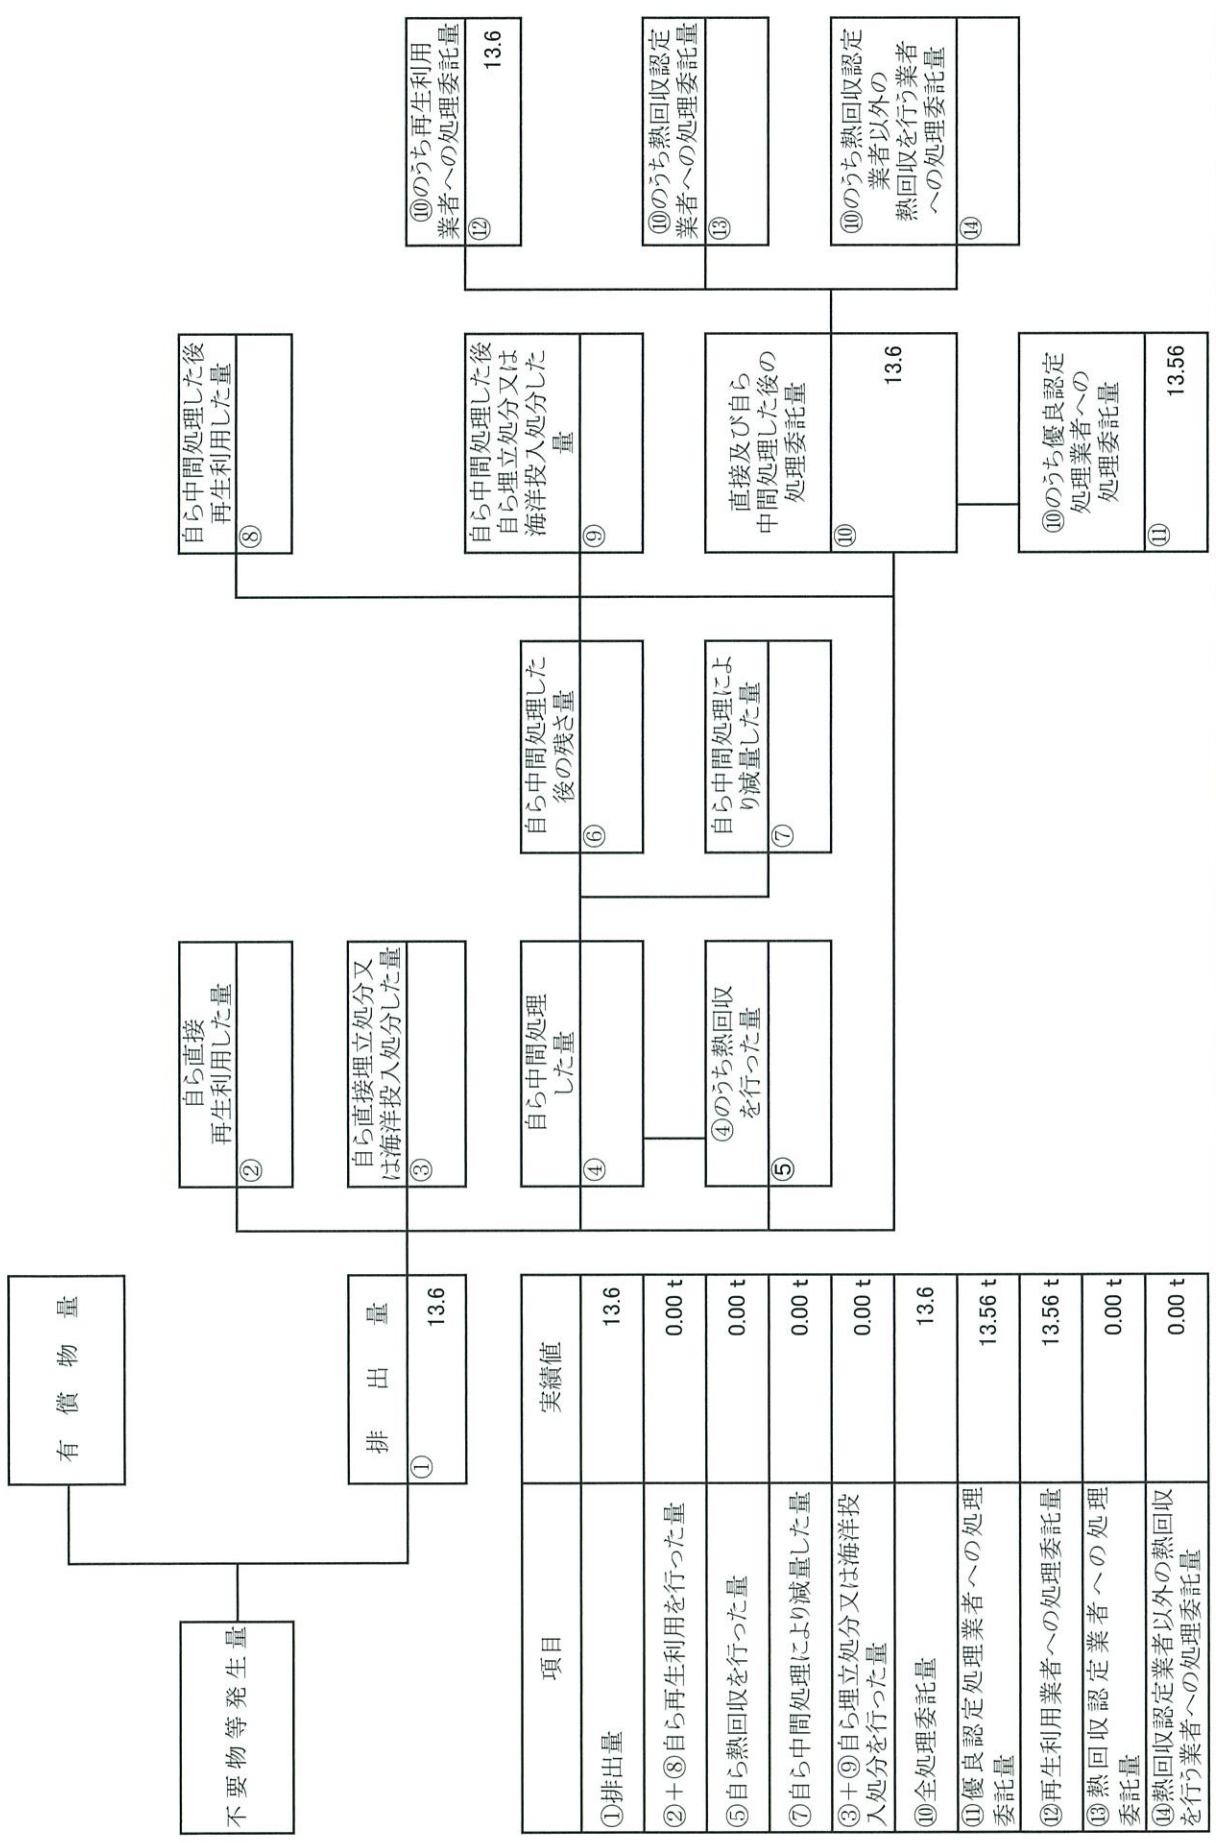 有償物量
不要物等発生量
排出量
①
13.6
自ら直接
再生利用した量
②
自ら直接埋立処分又
は海洋投入処分した量
③
自ら中間処理
した量
④
④のうち熱回収
を行った量
⑤
自ら中間処理した
後の残さ量
⑥
自ら中間処理によ
り減量した量
⑦
自ら中間処理した後
再生利用した量
⑧
自ら中間処理した後
自ら埋立処分又は
海洋投入処分した
量
⑨
直接及び自ら
中間処理した後の
処理委託量
⑩
13.6
⑩のうち優良認定
処理業者への
処理委託量
⑪
13.56
⑩のうち再生利用
業者への処理委託量
⑫
13.6
⑩のうち熱回収認定
業者への処理委託量
⑬
⑩のうち熱回収認定
業者以外の
熱回収を行う業者
への処理委託量
⑭
項目 実績値
①排出量 13.6
②+⑧自ら再生利用を行った量 0.00 t
⑤自ら熱回収を行った量 0.00 t
⑦自ら中間処理により減量した量 0.00 t
③+⑨自ら埋立処分又は海洋投
入処分を行った量 0.00 t
⑩全処理委託量 13.6
⑪優良認定処理業者への処理
委託量 13.56 t
⑫再生利用業者への処理委託量 13.56 t
⑬熱回収認定業者への処理
委託量 0.00 t
⑭熱回収認定業者以外の熱回収
を行う業者への処理委託量 0.00 t